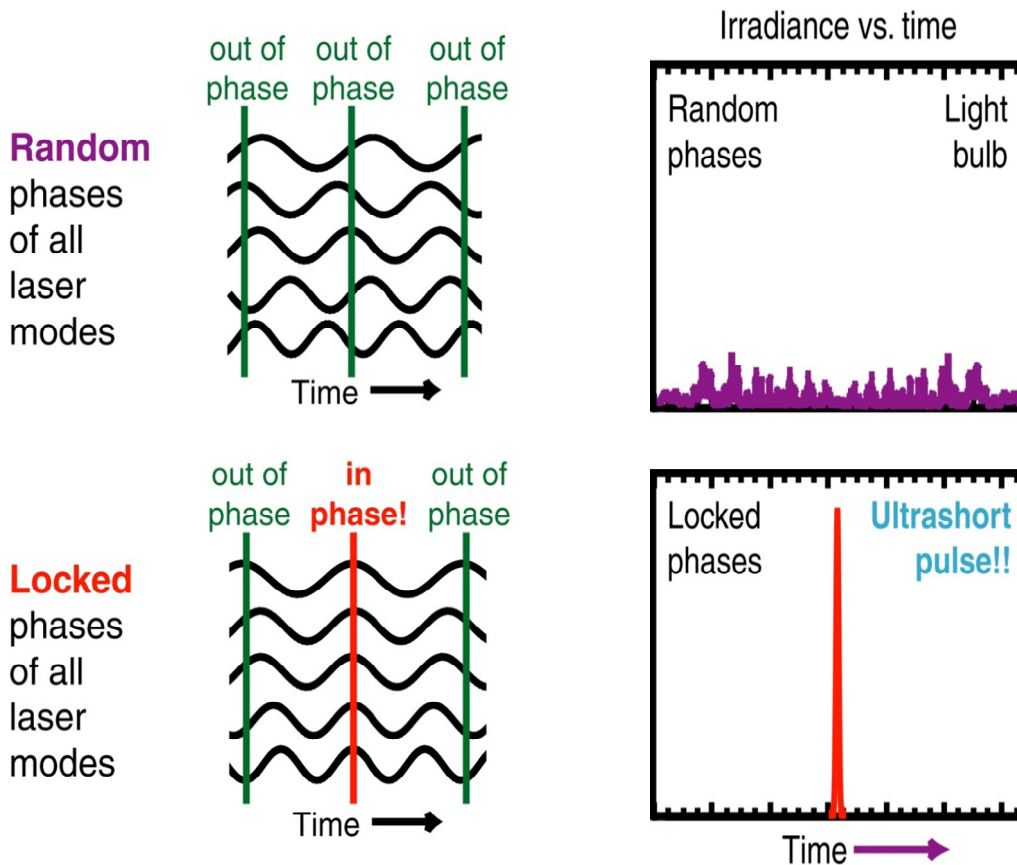 out of
phase
out of
phase
out of
phase
Random
phases
of all
laser
modes
Time
Irradiance vs. time
Random
phases
Light
bulb
out of
phase
in
phase!
out of
phase
Locked
phases
of all
laser
modes
Time
Locked
phases
Ultrashort
pulse!!
Time